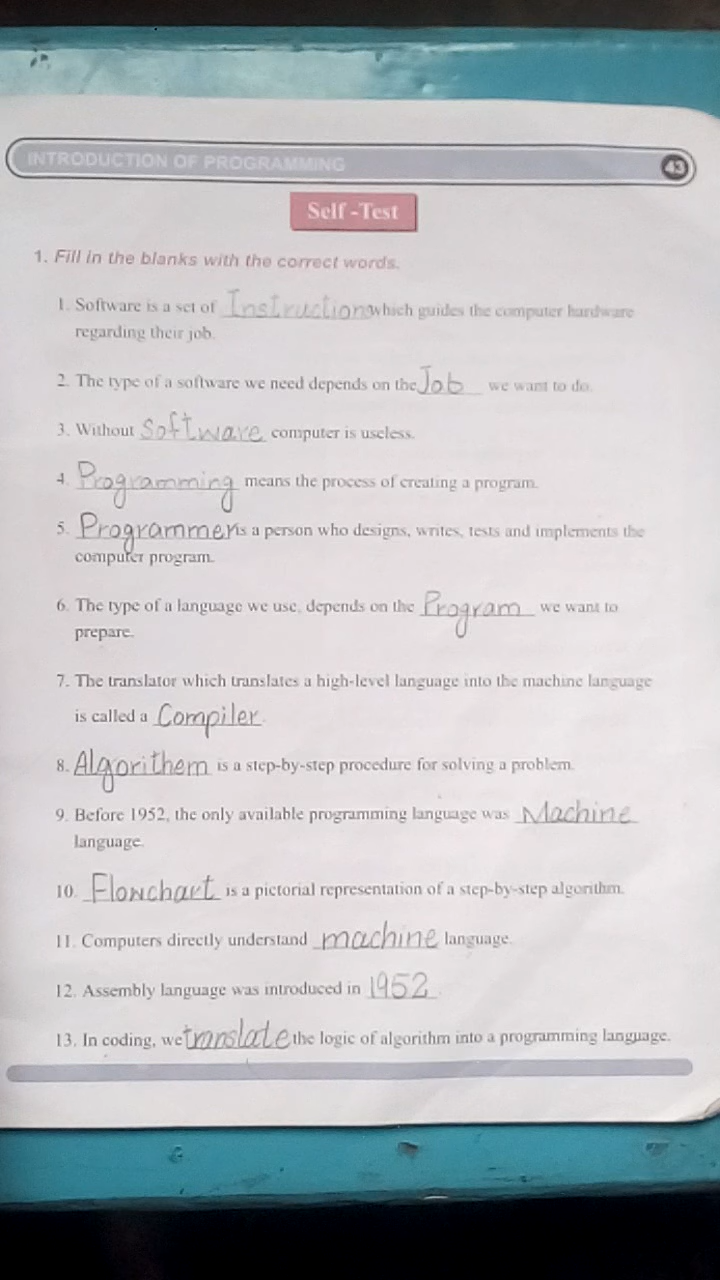 INTRODUCTION OF PROGRAMMING 43
Self -Test
1. Fill in the blanks with the correct words.
1. Software is a set of Instructions which guides the computer hardware
regarding their job.
2. The type of a software we need depends on the Job we want to do.
3. Without Software computer is useless.
4. Programming means the process of creating a program.
5. Programmer is a person who designs, writes, tests and implements the
computer program.
6. The type of a language we use, depends on the Program we want to
prepare.
7. The translator which translates a high-level language into the machine language
is called a Compiler.
8. Algorithem is a step-by-step procedure for solving a problem.
9. Before 1952, the only available programming language was Machine
language.
10. Flowchart is a pictorial representation of a step-by-step algorithm.
11. Computers directly understand machine language.
12. Assembly language was introduced in 1952.
13. In coding, we translate the logic of algorithm into a programming language.